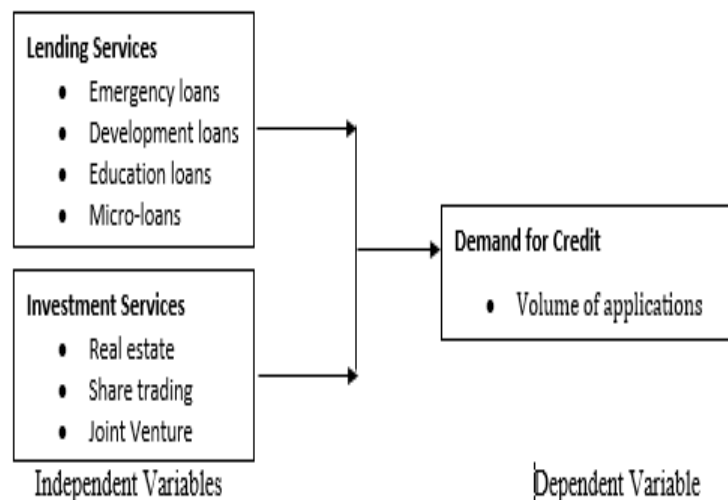 Lending Services
• Emergency loans
• Development loans
• Education loans
• Micro-loans
Investment Services
• Real estate
• Share trading
• Joint Venture
Independent Variables
Demand for Credit
• Volume of applications
Dependent Variable